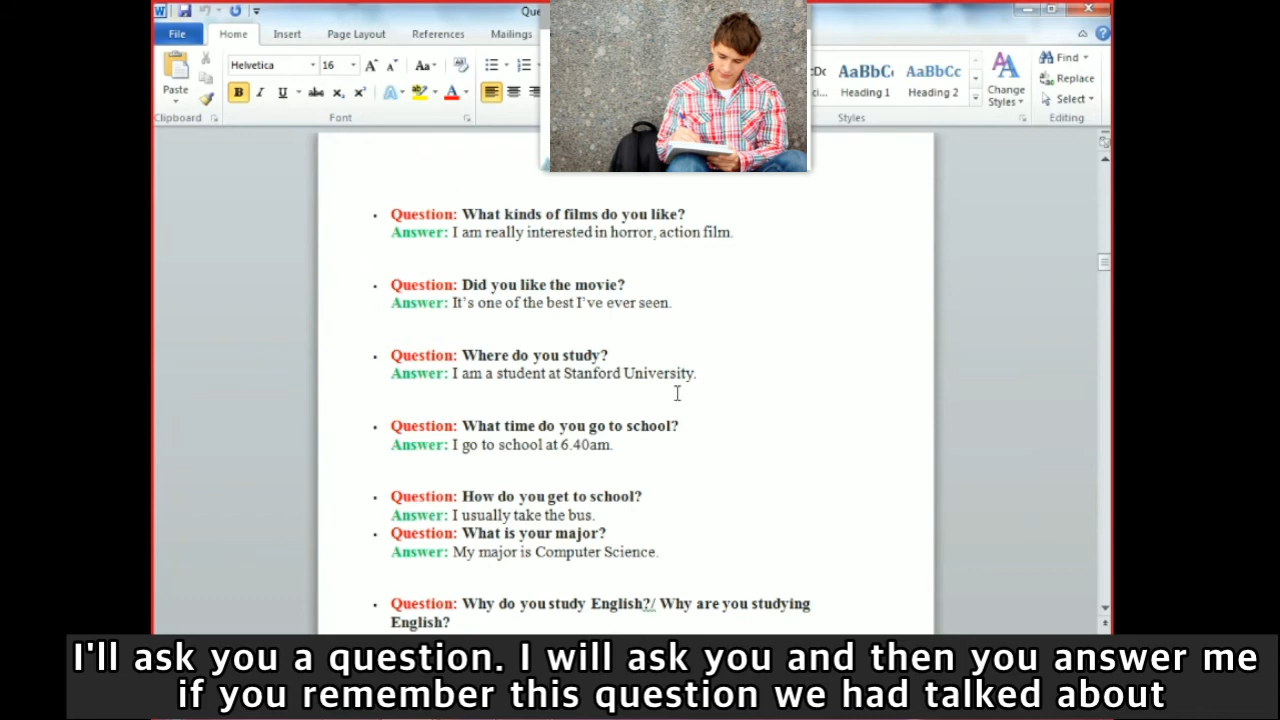 Que
File Home Insert Page Layout References Mailings
Helvetica 16 Aa
Paste B I U abc x₂ x² A ab A
AaBbC AaBbCc A
Heading 1 Heading 2 Change Styles
Find
Replace
Select
Clipboard Font Styles Editing
Question: What kinds of films do you like?
Answer: I am really interested in horror, action film.
Question: Did you like the movie?
Answer: It’s one of the best I’ve ever seen.
Question: Where do you study?
Answer: I am a student at Stanford University.
Question: What time do you go to school?
Answer: I go to school at 6.40am.
Question: How do you get to school?
Answer: I usually take the bus.
Question: What is your major?
Answer: My major is Computer Science.
Question: Why do you study English?/ Why are you studying
English?
I'll ask you a question. I will ask you and then you answer me
if you remember this question we had talked about